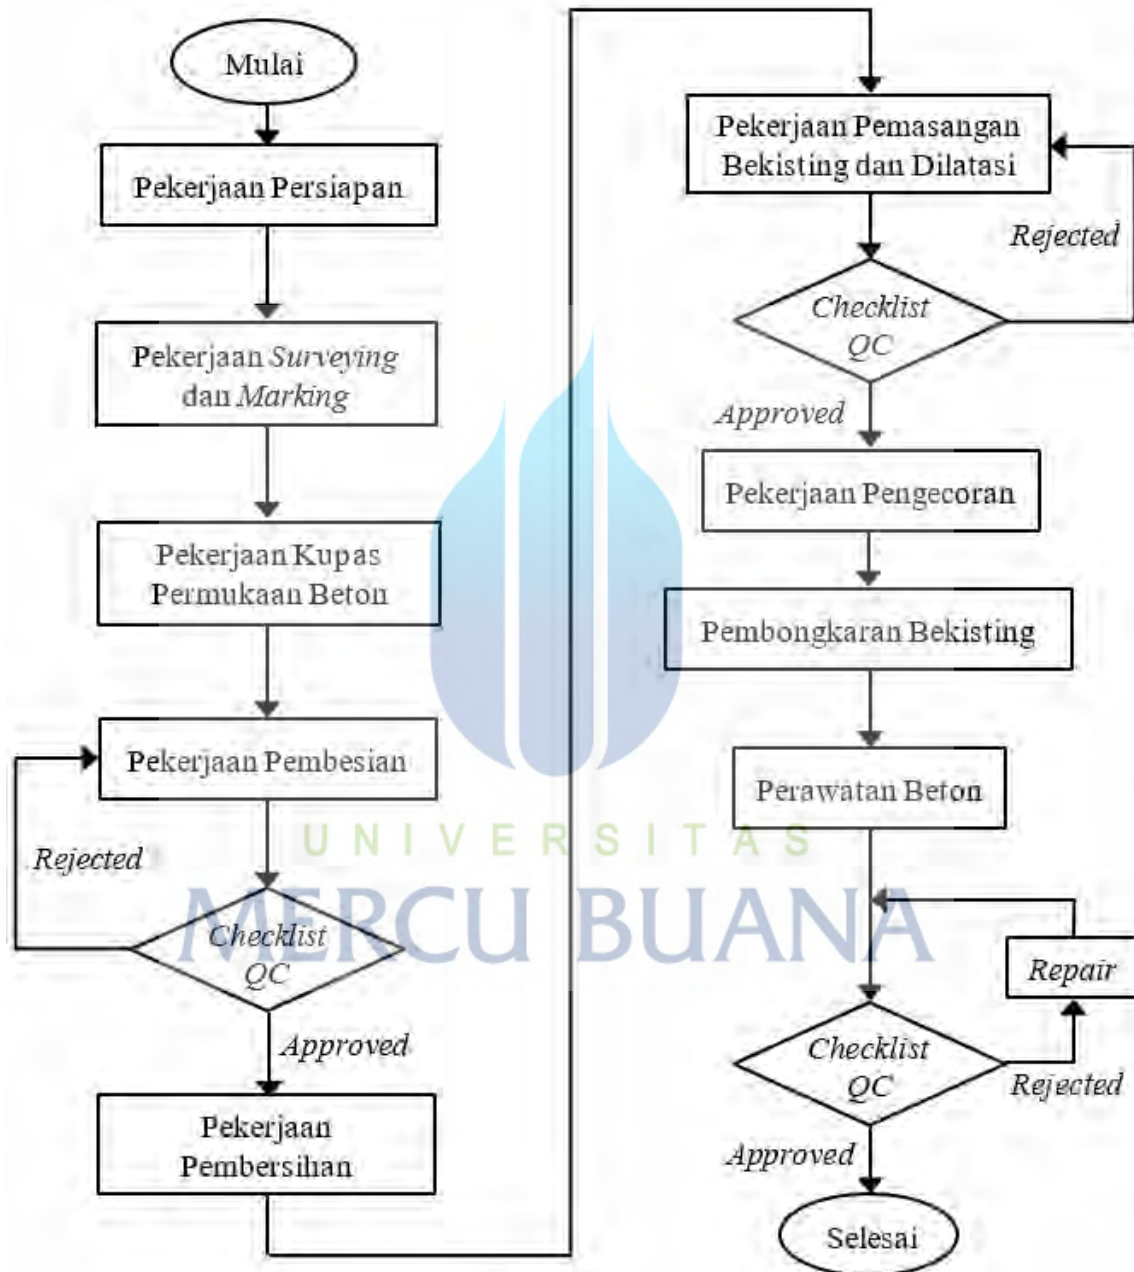 Mulai
Pekerjaan Persiapan
Pekerjaan Surveying
dan Marking
Pekerjaan Kupas
Permukaan Beton
Pekerjaan Pembesian
Rejected
Checklist
QC
Approved
Pekerjaan
Pembersihan
Pekerjaan Pemasangan
Bekisting dan Dilatasi
Rejected
Checklist
QC
Approved
Pekerjaan Pengecoran
Pembongkaran Bekisting
Perawatan Beton
Repair
Checklist
QC
Rejected
Approved
Selesai
UNIVERSITAS
MERCU BUANA